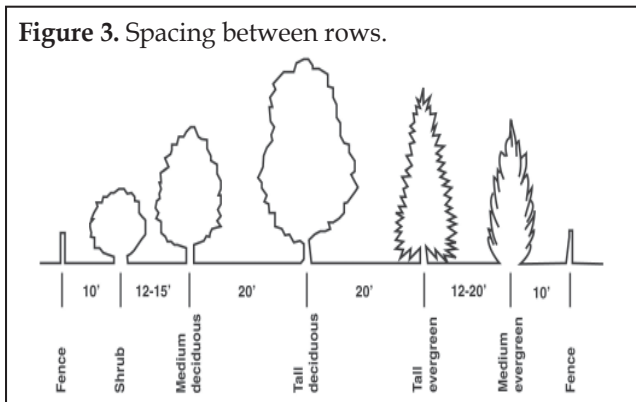 Figure 3. Spacing between rows.
10' 12-15' 20' 20' 12-20' 10'
Fence
Shrub
Medium
deciduous
Tall
deciduous
Tall
evergreen
Medium
evergreen
Fence